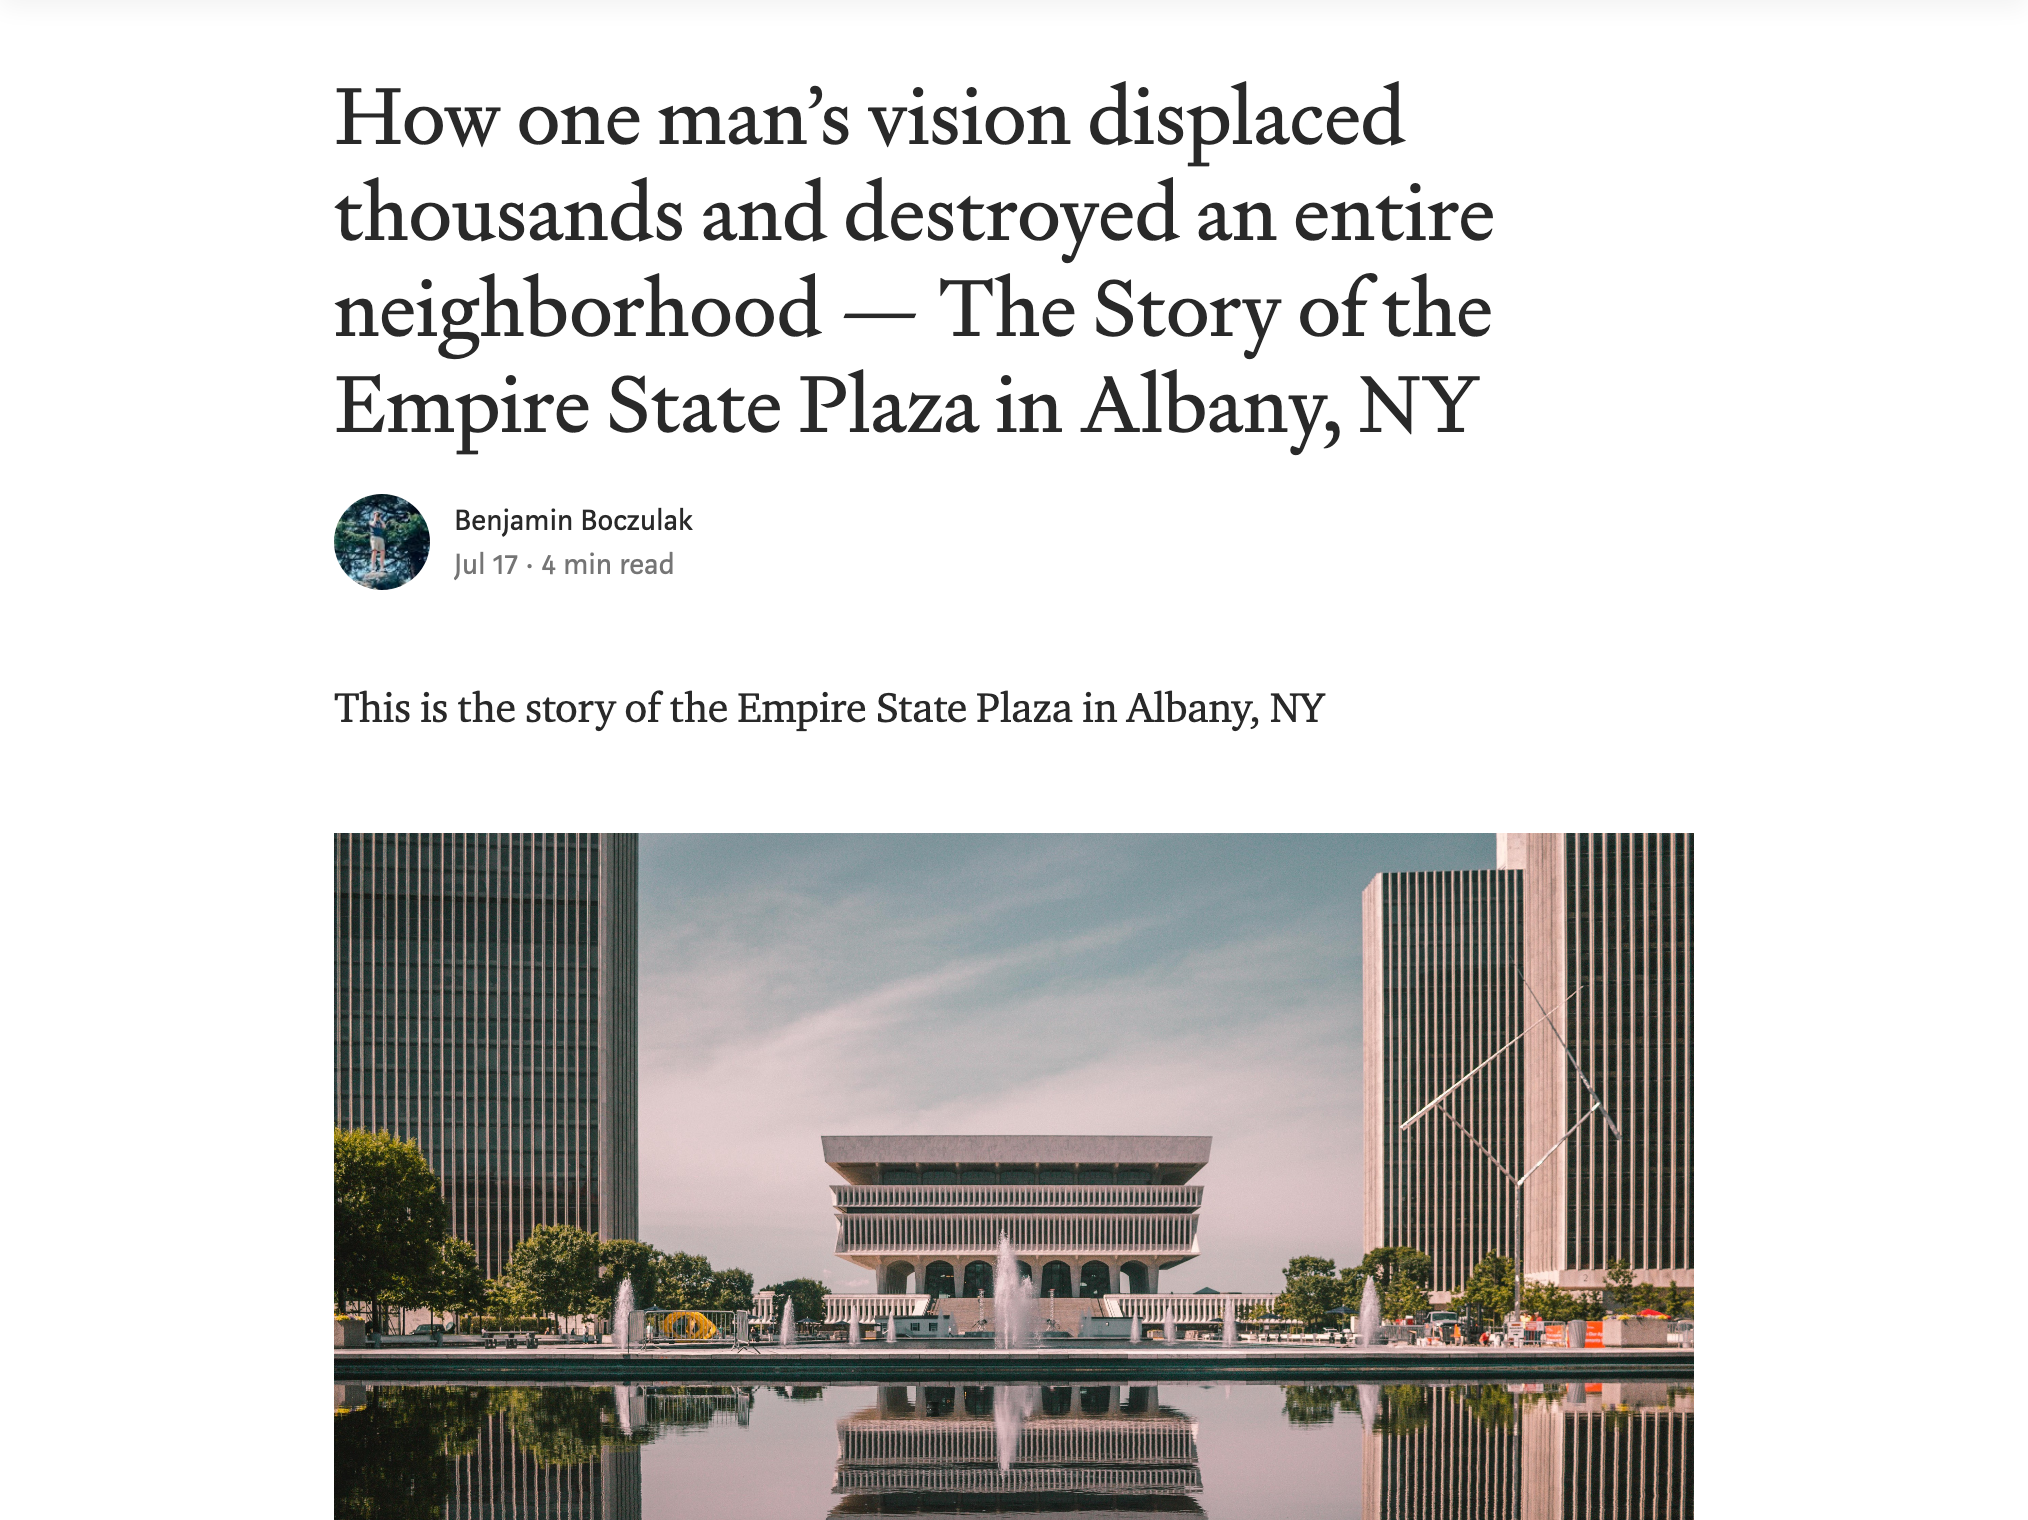 How one man’s vision displaced
thousands and destroyed an entire
neighborhood — The Story of the
Empire State Plaza in Albany, NY
Benjamin Boczulak
Jul 17 · 4 min read
This is the story of the Empire State Plaza in Albany, NY